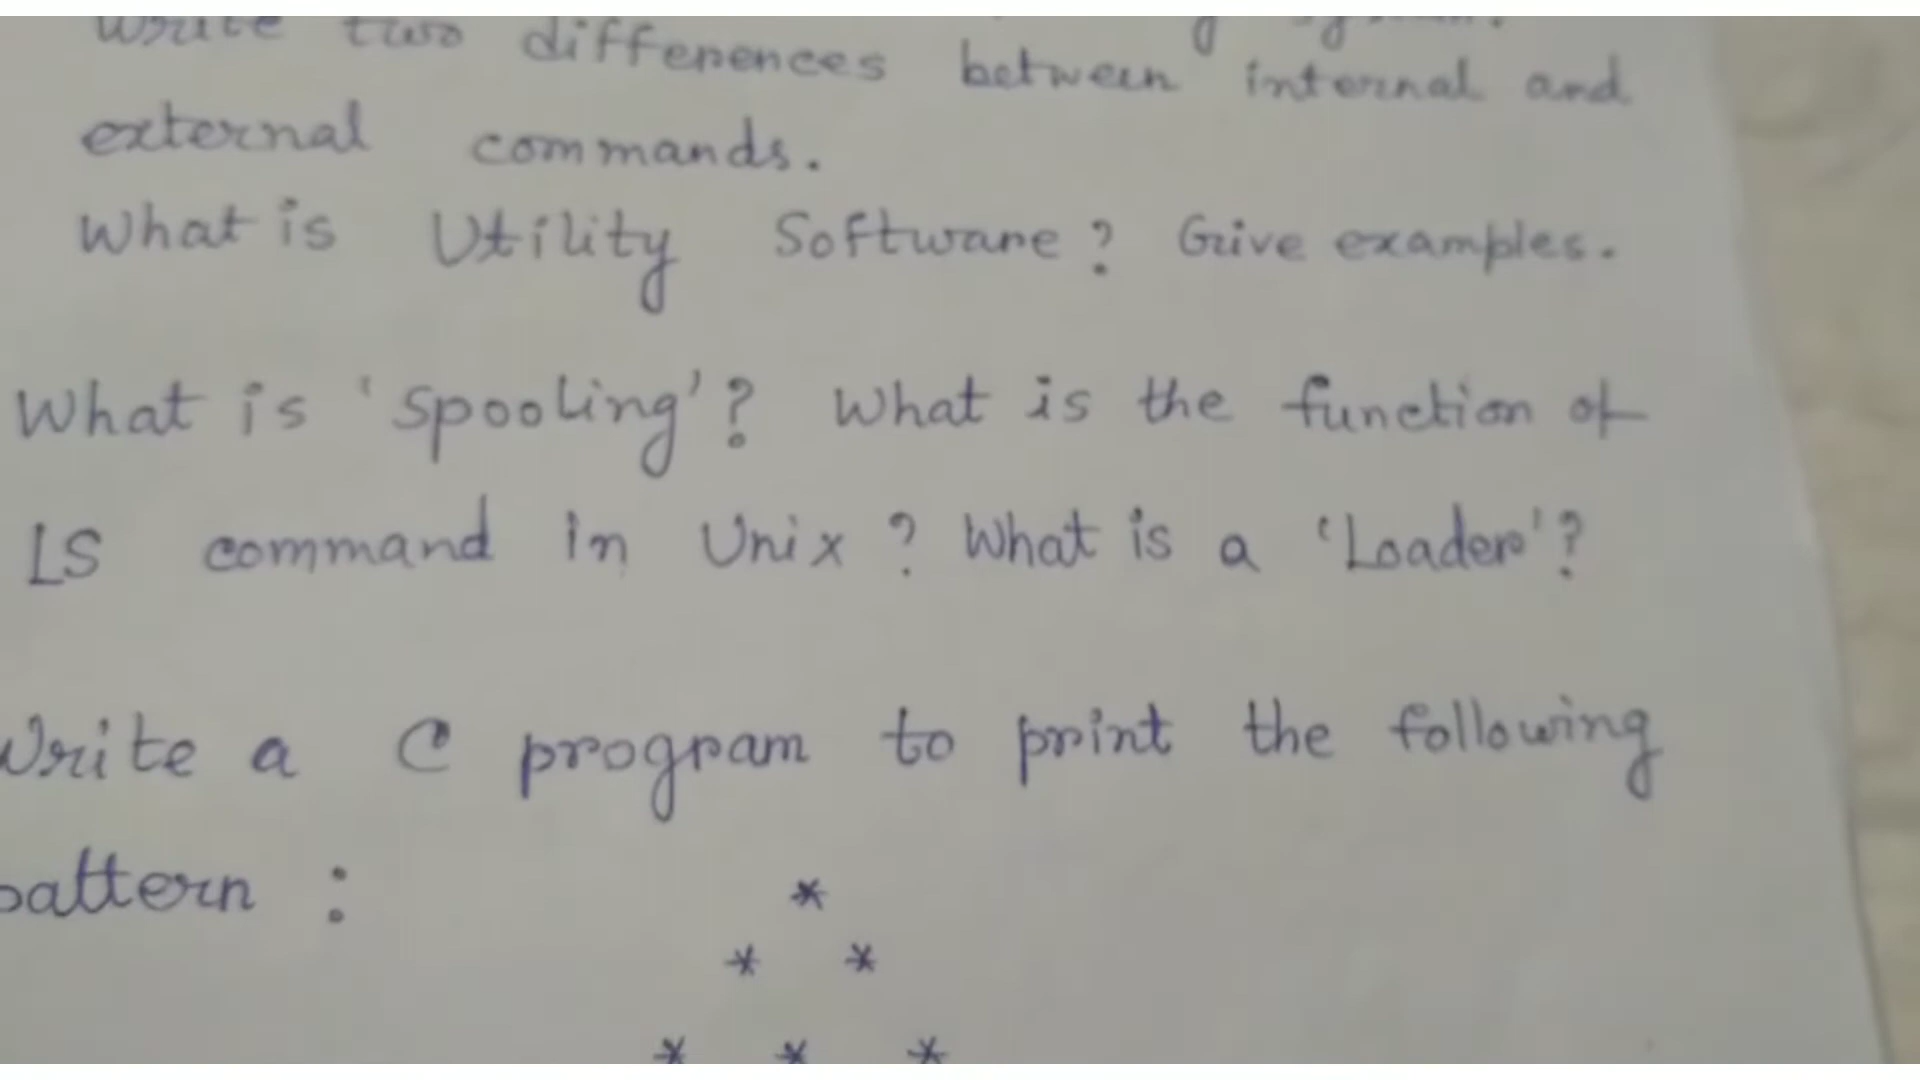 Write two differences between internal and
external commands.
What is Utility Software? Give examples.
What is 'Spooling'? What is the function of
LS command in Unix? What is a 'Loader'?
Write a C program to print the following
pattern :
*
* *
* * *